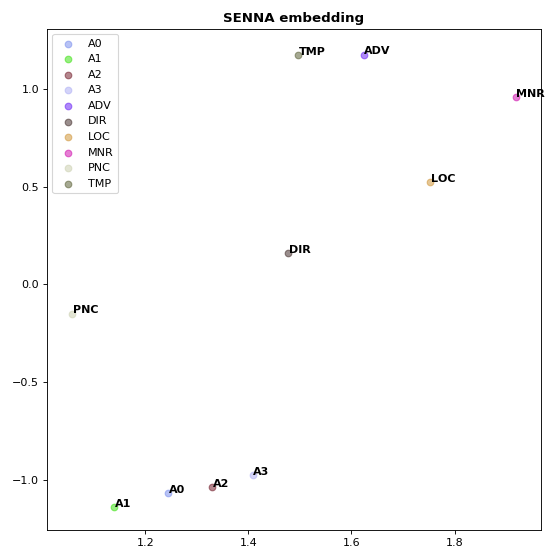 SENNA embedding
A0
A1
A2
A3
ADV
DIR
LOC
MNR
PNC
TMP
TMP
ADV
MNR
LOC
DIR
PNC
A3
A2
A0
A1
1.0
0.5
0.0
−0.5
−1.0
1.2 1.4 1.6 1.8